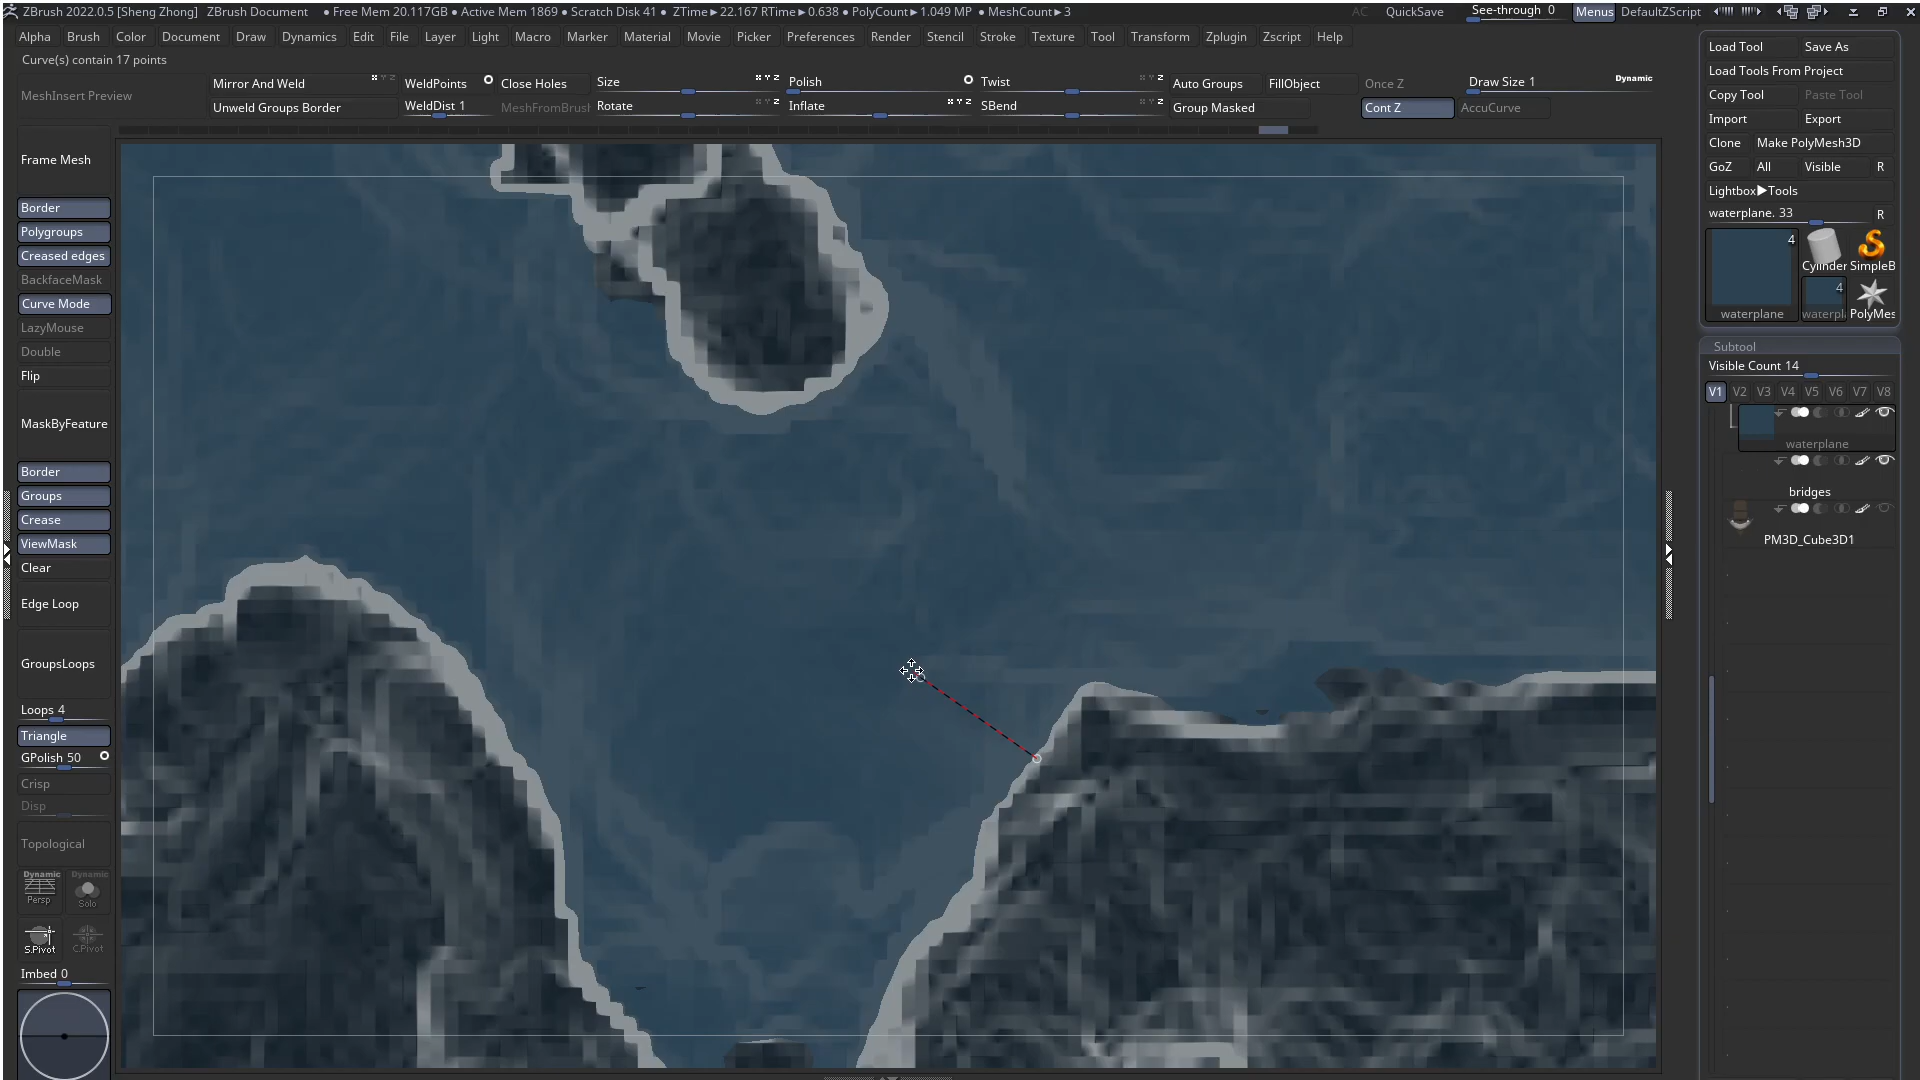 ZBrush 2022.0.5 [Sheng Zhong] ZBrush Document ● Free Mem 20.117GB ● Active Mem 1869 ● Scratch Disk 41 ● ZTime▶22.167 RTime▶0.638 ● PolyCount▶1.049 MP ● MeshCount▶3 AC QuickSave See-through 0 Menus DefaultZScript
Alpha Brush Color Document Draw Dynamics Edit File Layer Light Macro Marker Material Movie Picker Preferences Render Stencil Stroke Texture Tool Transform Zplugin Zscript Help
Curve(s) contain 17 points
MeshInsert Preview
Mirror And Weld WeldPoints Close Holes Size Polish Twist Auto Groups FillObject Once Z Draw Size 1 Dynamic
Unweld Groups Border WeldDist 1 MeshFromBrush Rotate Inflate SBend Group Masked Cont Z AccuCurve
Frame Mesh
Border
Polygroups
Creased edges
BackfaceMask
Curve Mode
LazyMouse
Double
Flip
MaskByFeature
Border
Groups
Crease
ViewMask
Clear
Edge Loop
GroupsLoops
Loops 4
Triangle
GPolish 50
Crisp
Disp
Topological
Dynamic Dynamic
Persp Solo
S.Pivot C.Pivot
Imbed 0
Load Tool Save As
Load Tools From Project
Copy Tool Paste Tool
Import Export
Clone Make PolyMesh3D
GoZ All Visible R
Lightbox▶Tools
waterplane. 33 R
4
Cylinder SimpleB
4
waterplane waterpl PolyMes
Subtool
Visible Count 14
V1 V2 V3 V4 V5 V6 V7 V8
waterplane
bridges
PM3D_Cube3D1